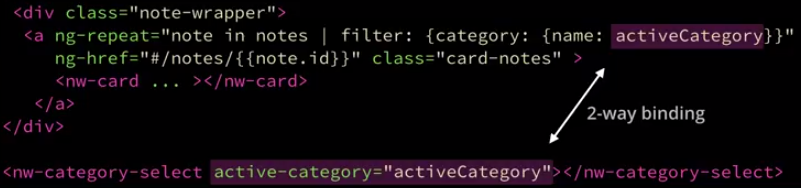 <div class="note-wrapper">
<a ng-repeat="note in notes | filter: {category: {name: activeCategory}}"
ng-href="#/notes/{{note.id}}" class="card-notes" >
<nw-card ... ></nw-card>
</a>
</div>
2-way binding
<nw-category-select active-category="activeCategory"></nw-category-select>